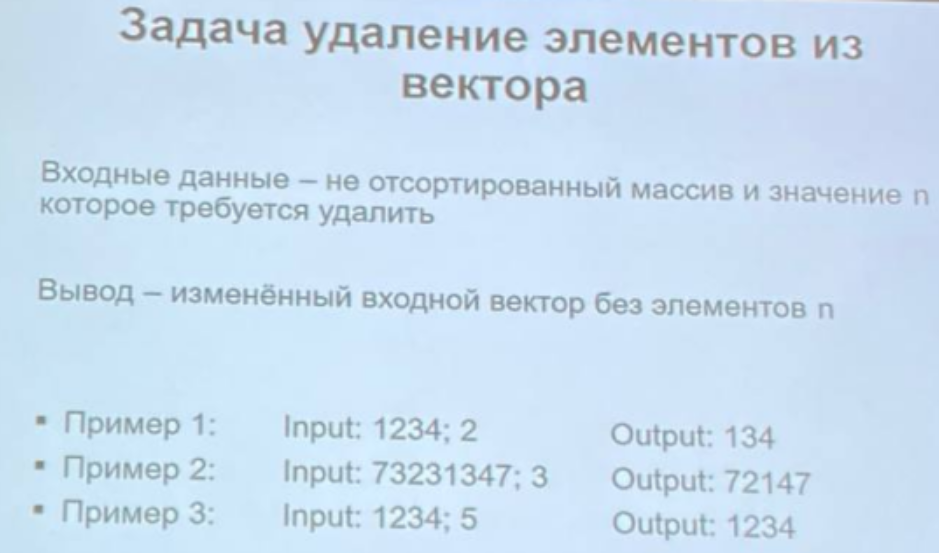 Задача удаление элементов из
вектора
Входные данные – не отсортированный массив и значение n
которое требуется удалить
Вывод – изменённый входной вектор без элементов n
▪ Пример 1: Input: 1234; 2 Output: 134
▪ Пример 2: Input: 73231347; 3 Output: 72147
▪ Пример 3: Input: 1234; 5 Output: 1234